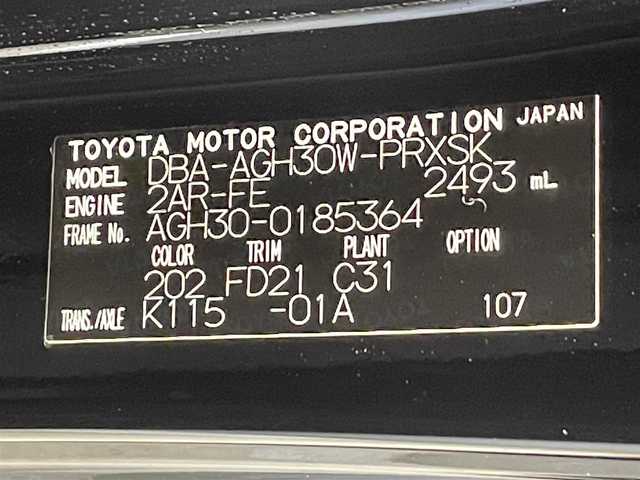 TOYOTA MOTOR CORPORATION JAPAN
MODEL DBA-AGH30W-PRXSK
ENGINE 2AR-FE 2493 mL
FRAME No. AGH30-0185364
COLOR TRIM PLANT OPTION
202 FD21 C31
TRANS./AXLE K115 -01A 107